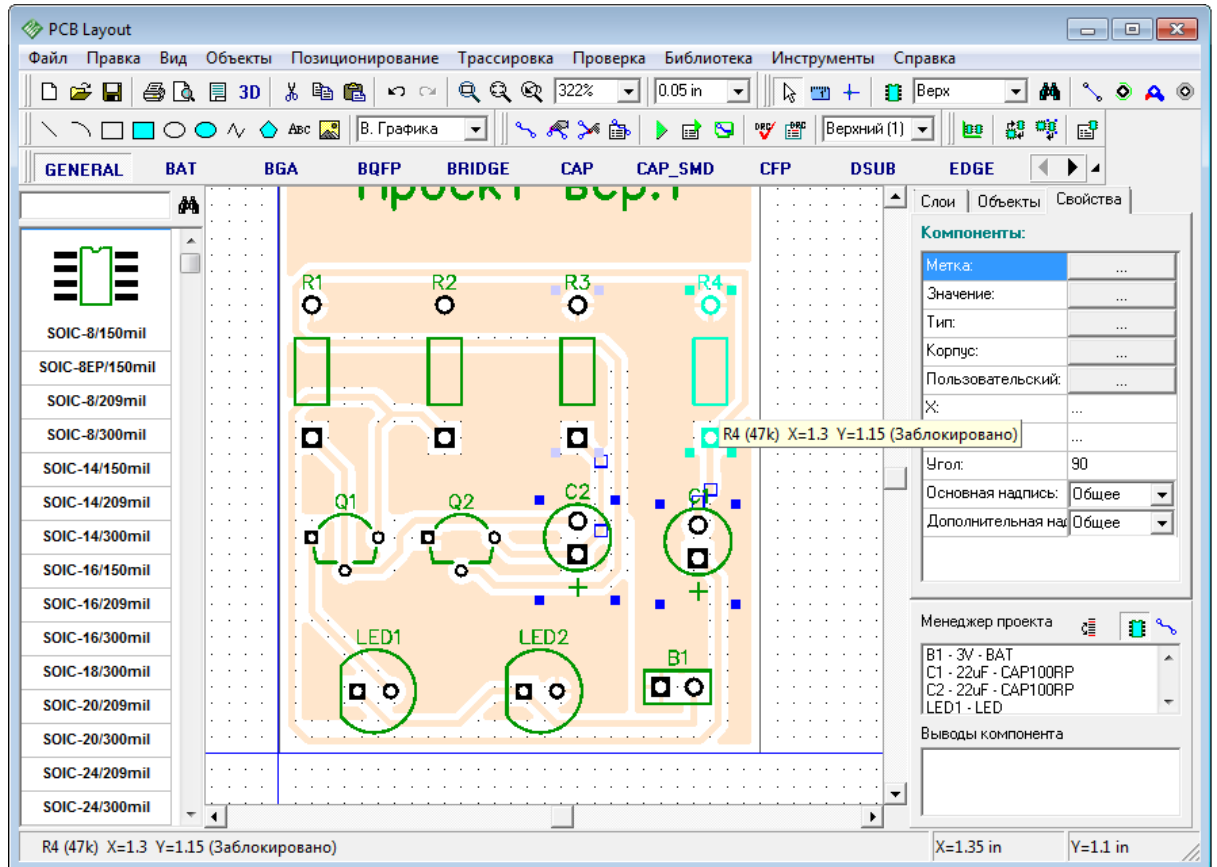 PCB Layout
Файл Правка Вид Объекты Позиционирование Трассировка Проверка Библиотека Инструменты Справка
3D 322% 0.05 in Верх
ABC В. Графика DRC DRC Верхний (1)
GENERAL BAT BGA BQFP BRIDGE CAP CAP_SMD CFP DSUB EDGE
SOIC-8/150mil
SOIC-8EP/150mil
SOIC-8/209mil
SOIC-8/300mil
SOIC-14/150mil
SOIC-14/209mil
SOIC-14/300mil
SOIC-16/150mil
SOIC-16/209mil
SOIC-16/300mil
SOIC-18/300mil
SOIC-20/209mil
SOIC-20/300mil
SOIC-24/209mil
SOIC-24/300mil
Проект Вер.1
R1 R2 R3 R4
R4 (47k) X=1.3 Y=1.15 (Заблокировано)
Q1 Q2 C2 C1
+ +
LED1 LED2 B1
Слои Объекты Свойства
Компоненты:
Метка: ...
Значение: ...
Тип: ...
Корпус: ...
Пользовательский: ...
X: ...
...
Угол: 90
Основная надпись: Общее
Дополнительная над Общее
Менеджер проекта
B1 - 3V - BAT
C1 - 22uF - CAP100RP
C2 - 22uF - CAP100RP
LED1 - LED
Выводы компонента
R4 (47k) X=1.3 Y=1.15 (Заблокировано) X=1.35 in Y=1.1 in